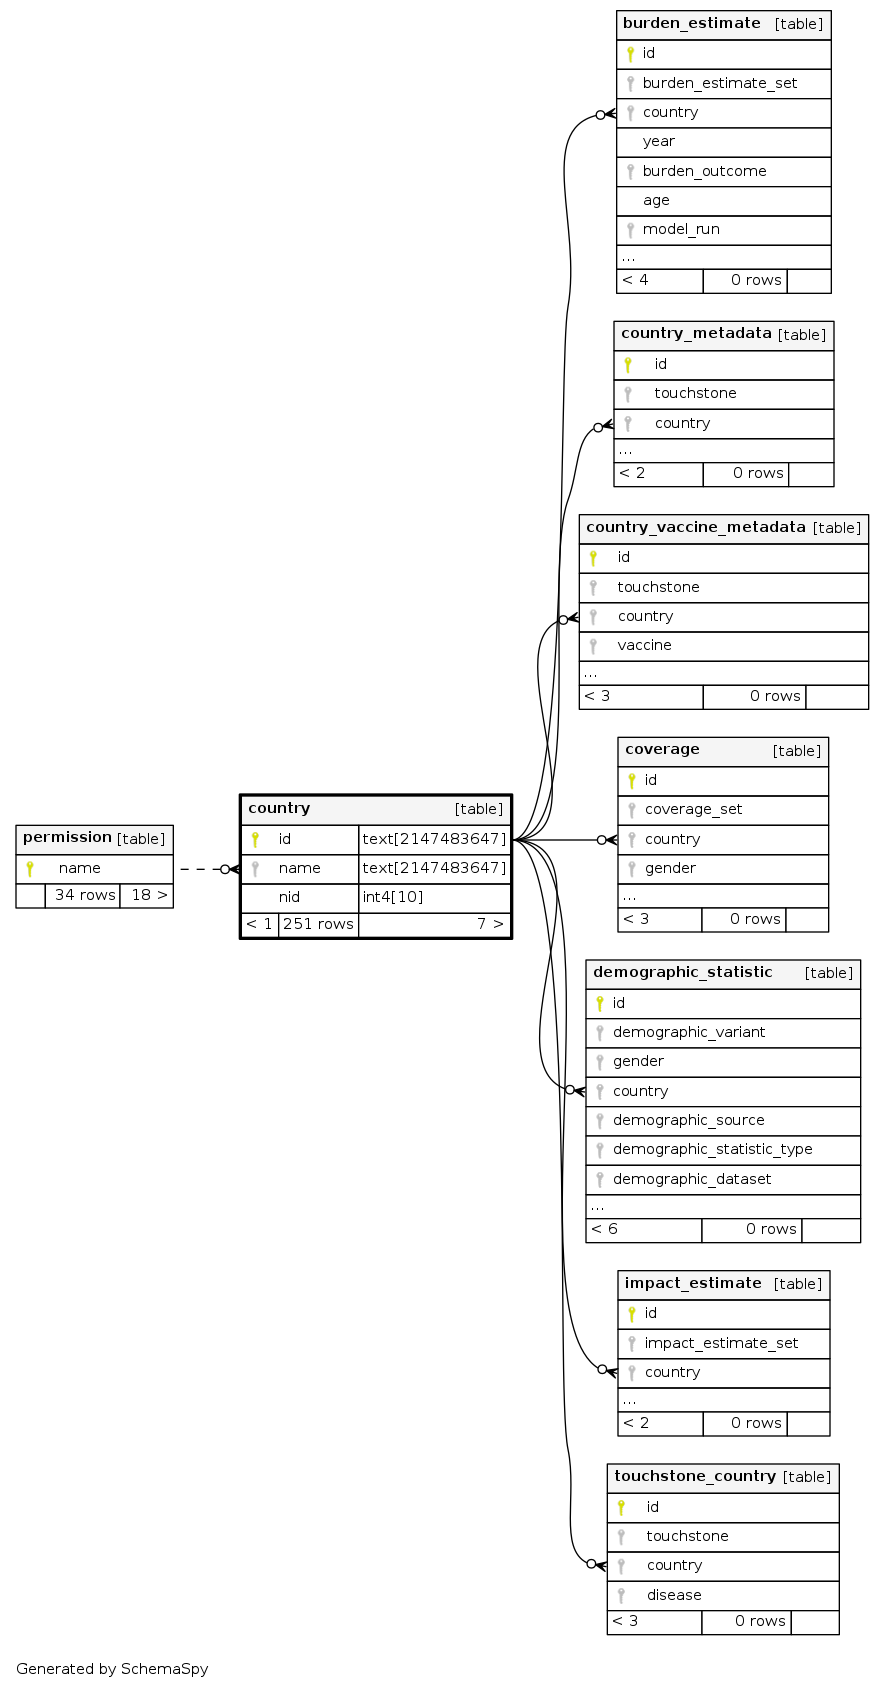 burden_estimate [table]
id
burden_estimate_set
country
year
burden_outcome
age
model_run
...
< 4 0 rows
country_metadata [table]
id
touchstone
country
...
< 2 0 rows
country_vaccine_metadata [table]
id
touchstone
country
vaccine
...
< 3 0 rows
coverage [table]
id
coverage_set
country
gender
...
< 3 0 rows
permission [table]
name
34 rows 18 >
country [table]
id text[2147483647]
name text[2147483647]
nid int4[10]
< 1 251 rows 7 >
demographic_statistic [table]
id
demographic_variant
gender
country
demographic_source
demographic_statistic_type
demographic_dataset
...
< 6 0 rows
impact_estimate [table]
id
impact_estimate_set
country
...
< 2 0 rows
touchstone_country [table]
id
touchstone
country
disease
< 3 0 rows
Generated by SchemaSpy